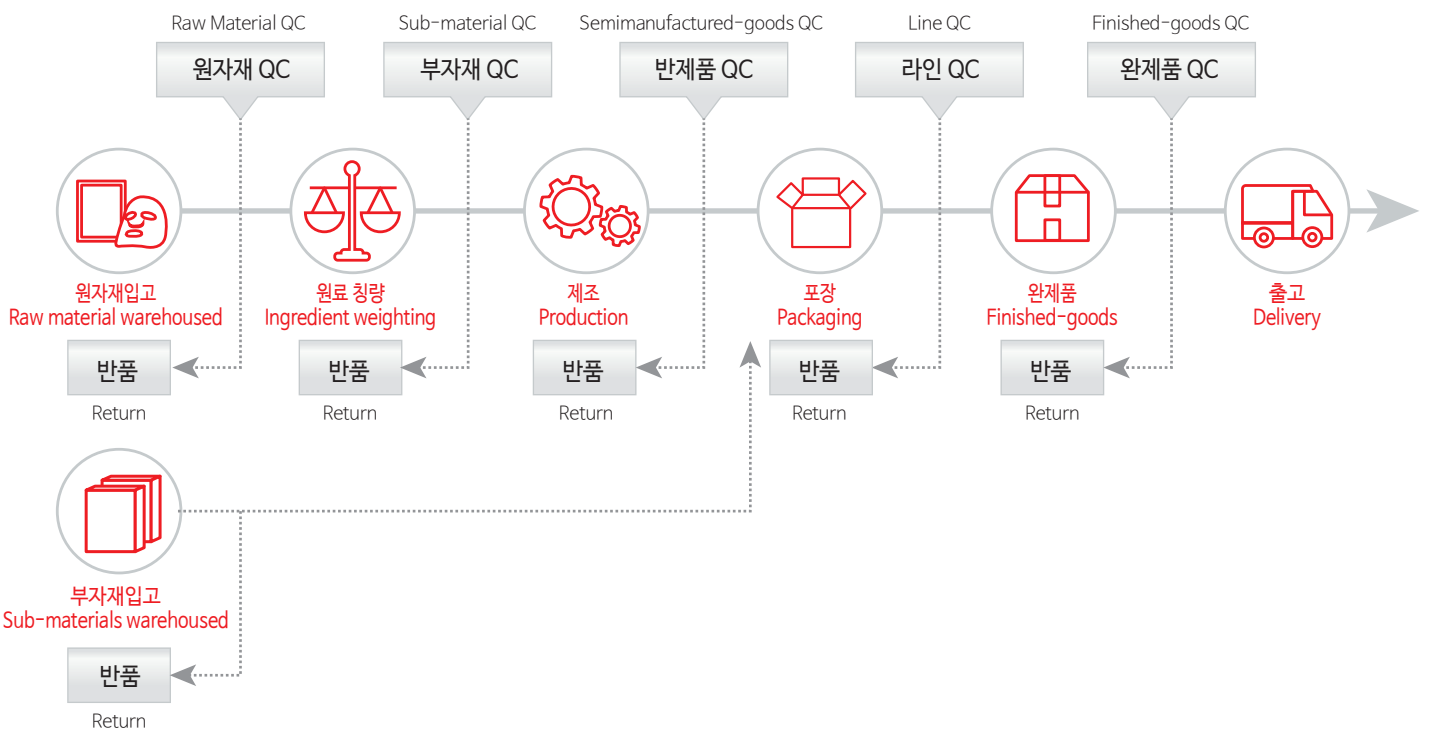 Raw Material QC
Sub-material QC
Semimanufactured-goods QC
Line QC
Finished-goods QC
원자재 QC
부자재 QC
반제품 QC
라인 QC
완제품 QC
원자재입고
Raw material warehoused
원료 칭량
Ingredient weighting
제조
Production
포장
Packaging
완제품
Finished-goods
출고
Delivery
반품
Return
반품
Return
반품
Return
반품
Return
반품
Return
부자재입고
Sub-materials warehoused
반품
Return